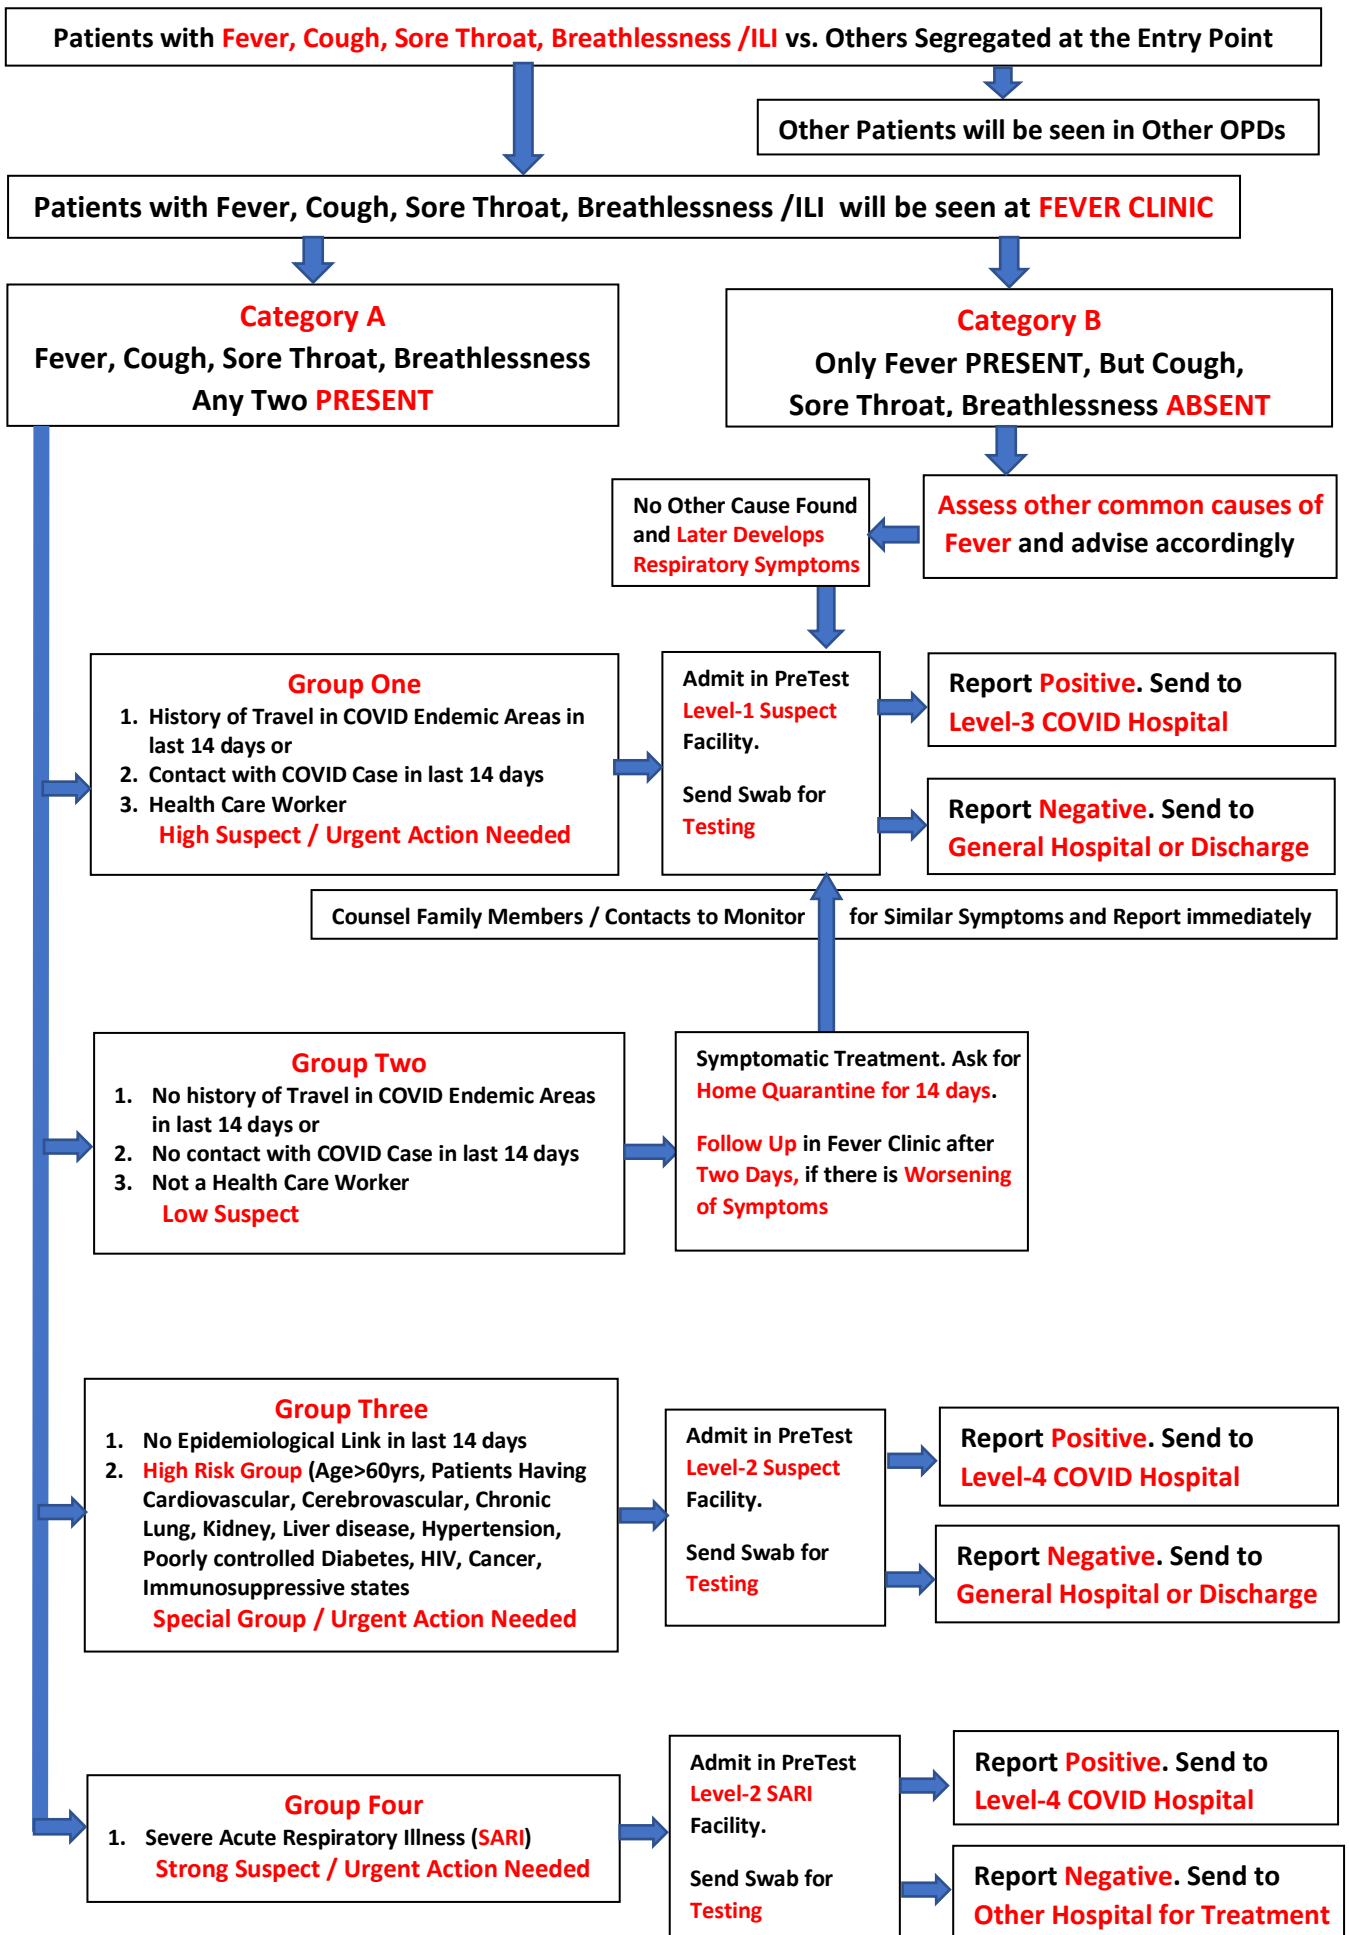 Patients with Fever, Cough, Sore Throat, Breathlessness /ILI vs. Others Segregated at the Entry Point
Other Patients will be seen in Other OPDs
Patients with Fever, Cough, Sore Throat, Breathlessness /ILI will be seen at FEVER CLINIC
Category A
Fever, Cough, Sore Throat, Breathlessness
Any Two PRESENT
Category B
Only Fever PRESENT, But Cough,
Sore Throat, Breathlessness ABSENT
Assess other common causes of
Fever and advise accordingly
No Other Cause Found
and Later Develops
Respiratory Symptoms
Group One
1. History of Travel in COVID Endemic Areas in
last 14 days or
2. Contact with COVID Case in last 14 days
3. Health Care Worker
High Suspect / Urgent Action Needed
Admit in PreTest
Level-1 Suspect
Facility.
Send Swab for
Testing
Report Positive. Send to
Level-3 COVID Hospital
Report Negative. Send to
General Hospital or Discharge
Counsel Family Members / Contacts to Monitor for Similar Symptoms and Report immediately
Group Two
1. No history of Travel in COVID Endemic Areas
in last 14 days or
2. No contact with COVID Case in last 14 days
3. Not a Health Care Worker
Low Suspect
Symptomatic Treatment. Ask for
Home Quarantine for 14 days.
Follow Up in Fever Clinic after
Two Days, if there is Worsening
of Symptoms
Group Three
1. No Epidemiological Link in last 14 days
2. High Risk Group (Age>60yrs, Patients Having
Cardiovascular, Cerebrovascular, Chronic
Lung, Kidney, Liver disease, Hypertension,
Poorly controlled Diabetes, HIV, Cancer,
Immunosuppressive states
Special Group / Urgent Action Needed
Admit in PreTest
Level-2 Suspect
Facility.
Send Swab for
Testing
Report Positive. Send to
Level-4 COVID Hospital
Report Negative. Send to
General Hospital or Discharge
Group Four
1. Severe Acute Respiratory Illness (SARI)
Strong Suspect / Urgent Action Needed
Admit in PreTest
Level-2 SARI
Facility.
Send Swab for
Testing
Report Positive. Send to
Level-4 COVID Hospital
Report Negative. Send to
Other Hospital for Treatment